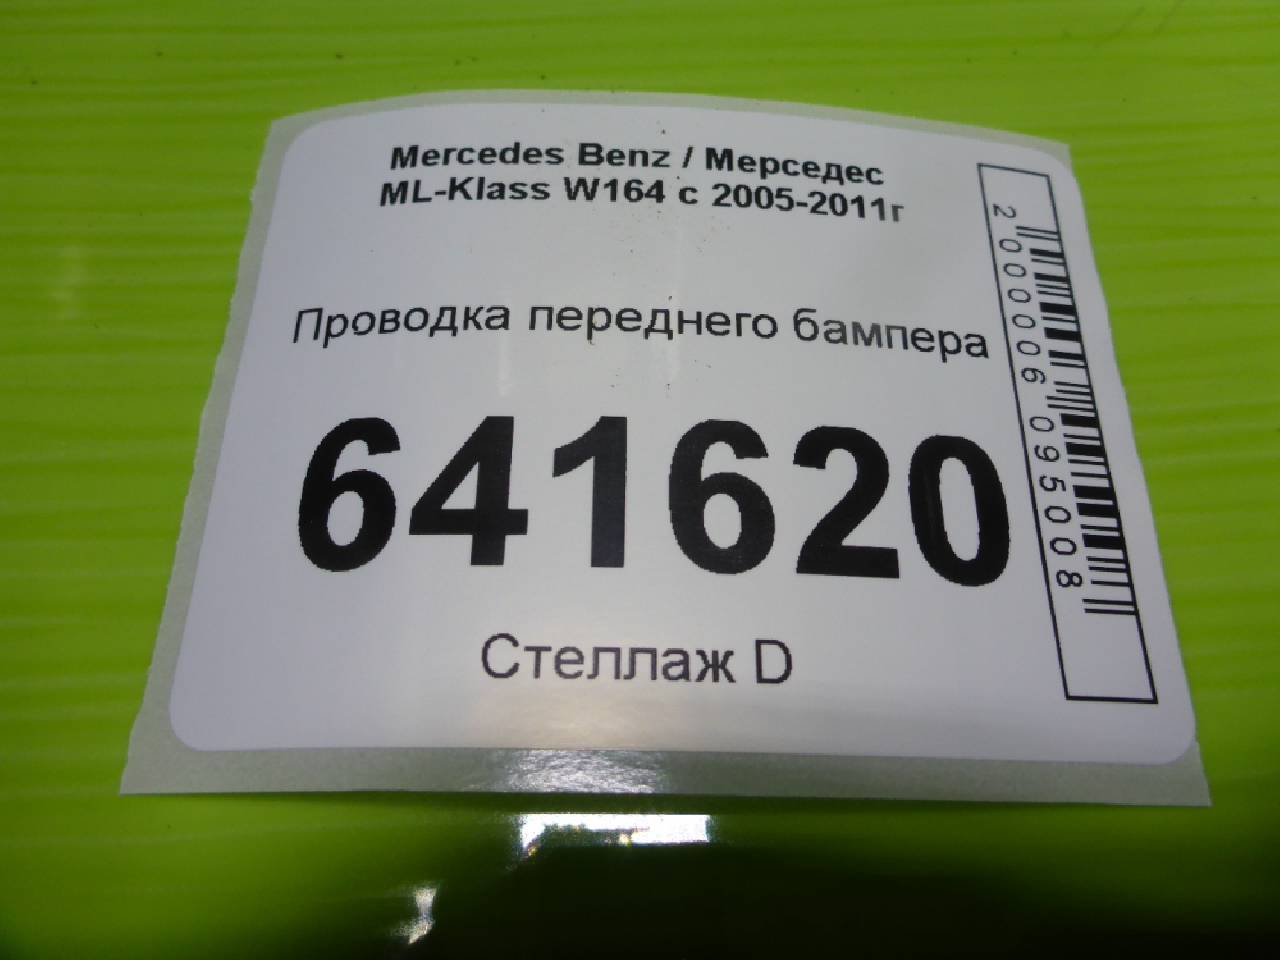 Mercedes Benz / Мерседес
ML-Klass W164 с 2005-2011г
Проводка переднего бампера
641620
Стеллаж D
2000006095008